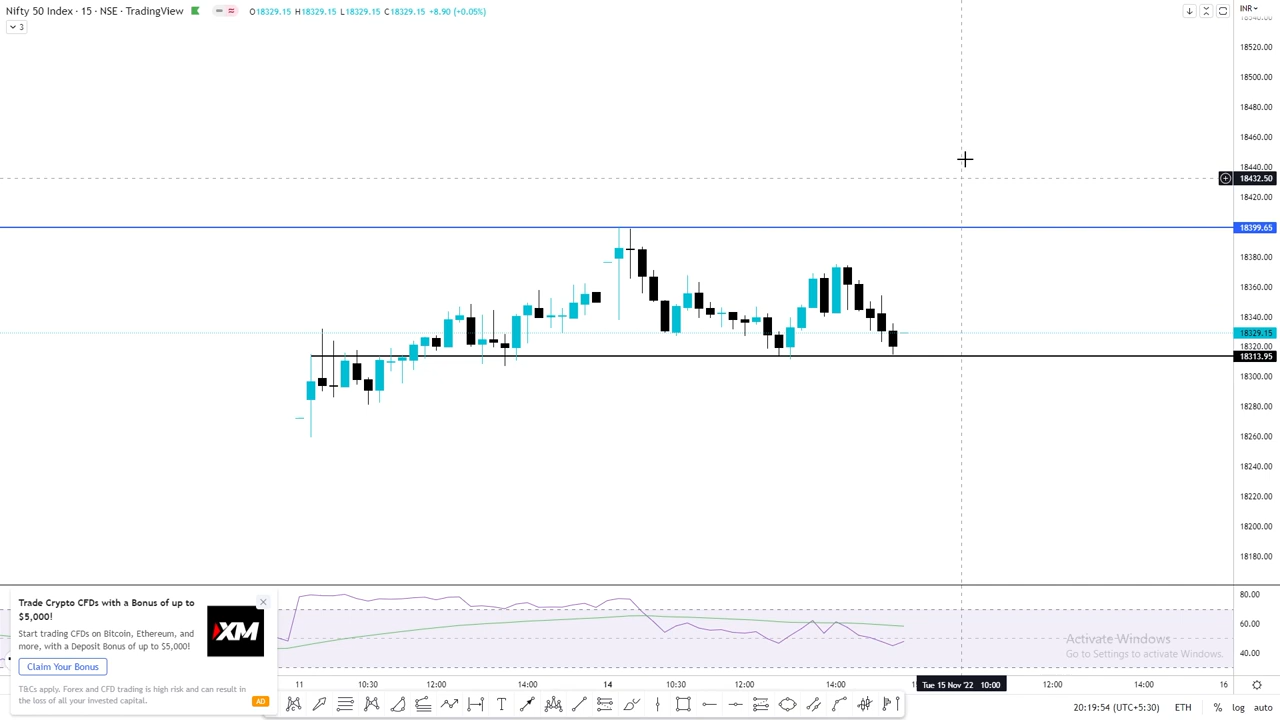 Nifty 50 Index · 15 · NSE · TradingView
O18329.15 H18329.15 L18329.15 C18329.15 +8.90 (+0.05%)
INR
3
18540.00
18520.00
18500.00
18480.00
18460.00
18440.00
18432.50
18420.00
18399.65
18380.00
18360.00
18340.00
18329.15
18320.00
18313.95
18300.00
18280.00
18260.00
18240.00
18220.00
18200.00
18180.00
80.00
60.00
40.00
Trade Crypto CFDs with a Bonus of up to
$5,000!
Start trading CFDs on Bitcoin, Ethereum, and
more, with a Deposit Bonus of up to $5,000!
XM
Claim Your Bonus
T&Cs apply. Forex and CFD trading is high risk and can result in
the loss of all your invested capital.
AD
Activate Windows
Go to Settings to activate Windows.
11 10:30 12:00 14:00 14 10:30 12:00 14:00 Tue 15 Nov '22 10:00 12:00 14:00 16
T
20:19:54 (UTC+5:30) ETH % log auto